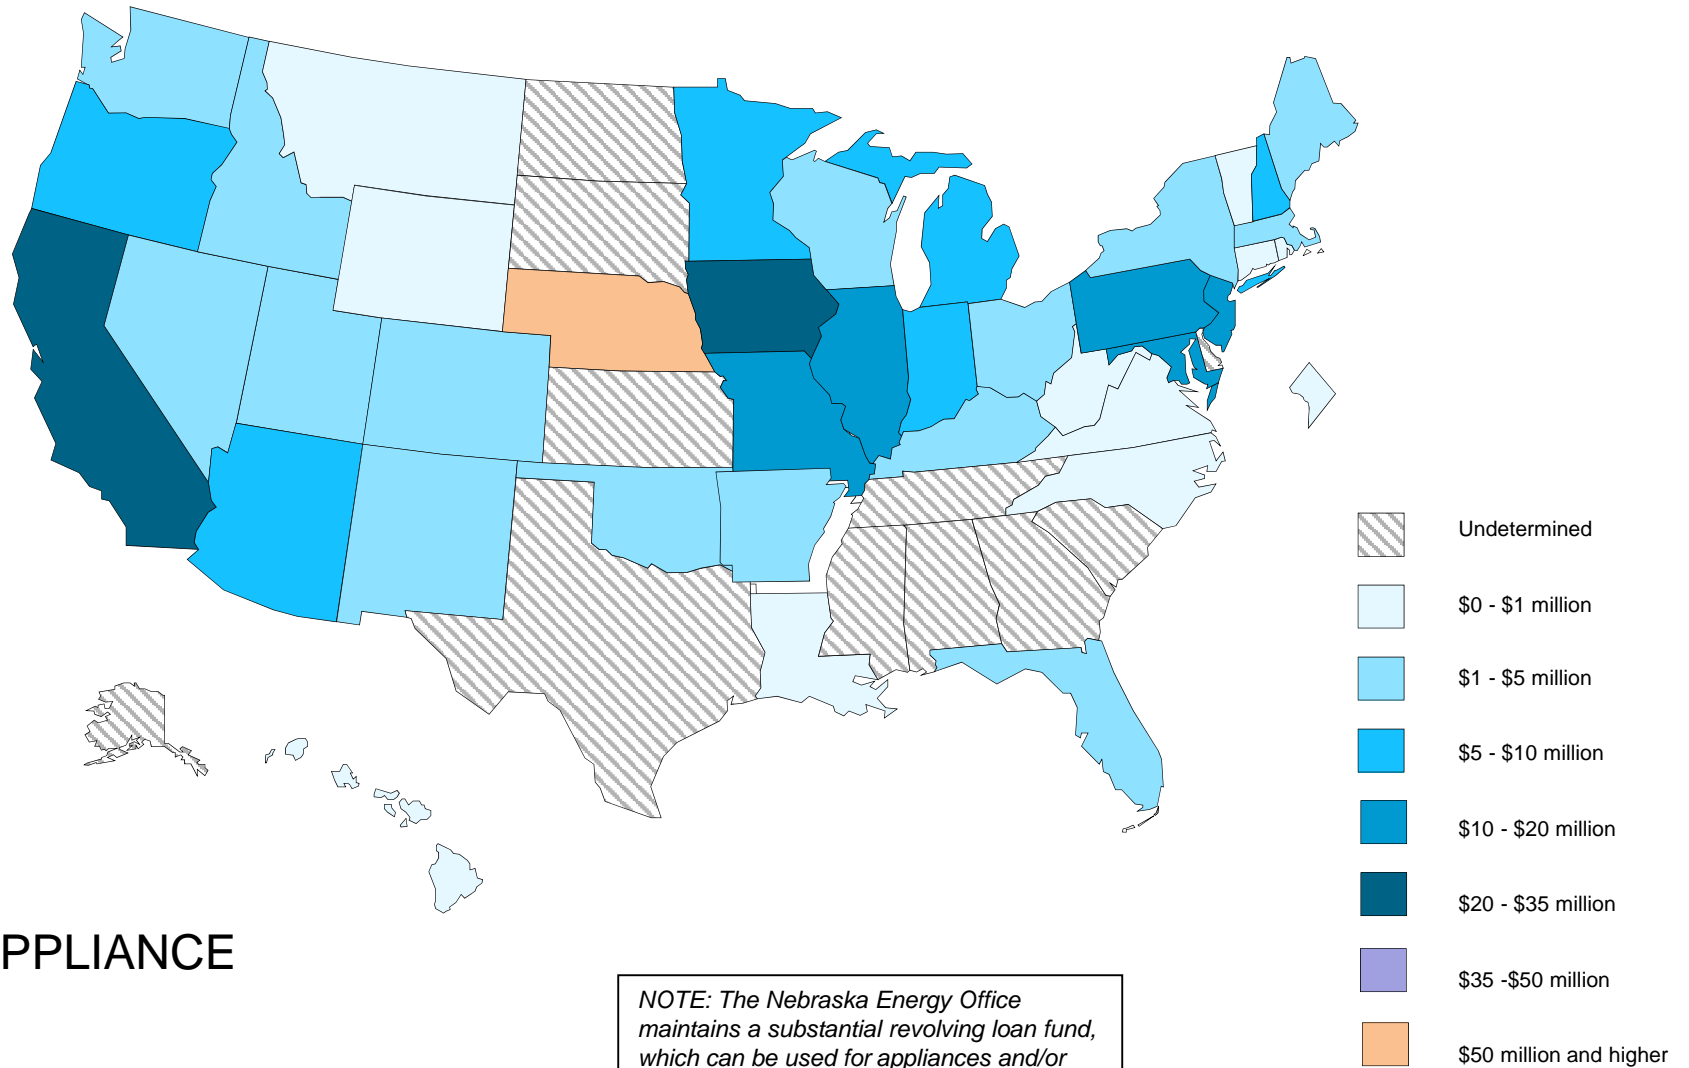 Undetermined
$0 - $1 million
$1 - $5 million
$5 - $10 million
$10 - $20 million
$20 - $35 million
$35 -$50 million
$50 million and higher
PPLIANCE
NOTE: The Nebraska Energy Office
maintains a substantial revolving loan fund,
which can be used for appliances and/or